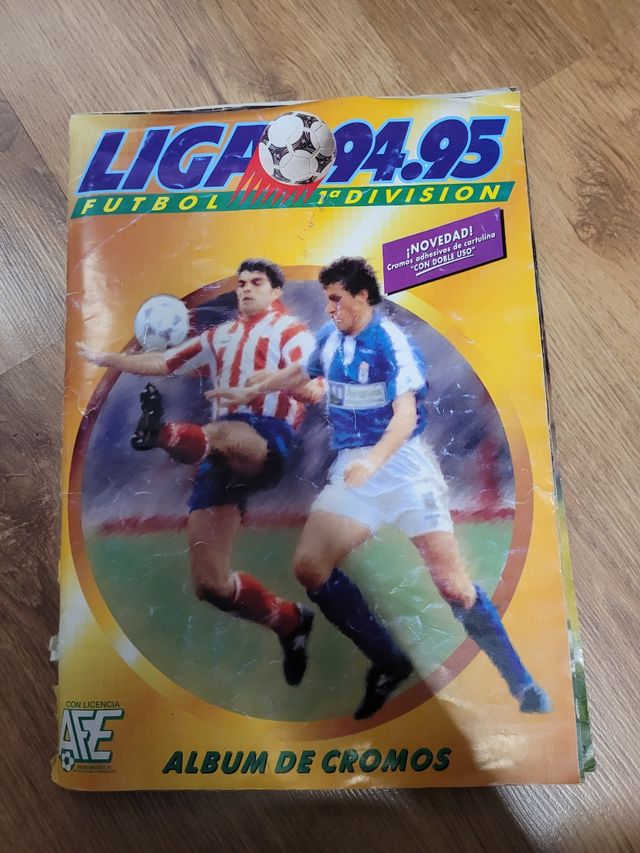 LIGA 94.95
FUTBOL 1ª DIVISION
¡NOVEDAD!
Cromos adhesivos de cartulina
"CON DOBLE USO"
CON LICENCIA
AFE
ALBUM DE CROMOS